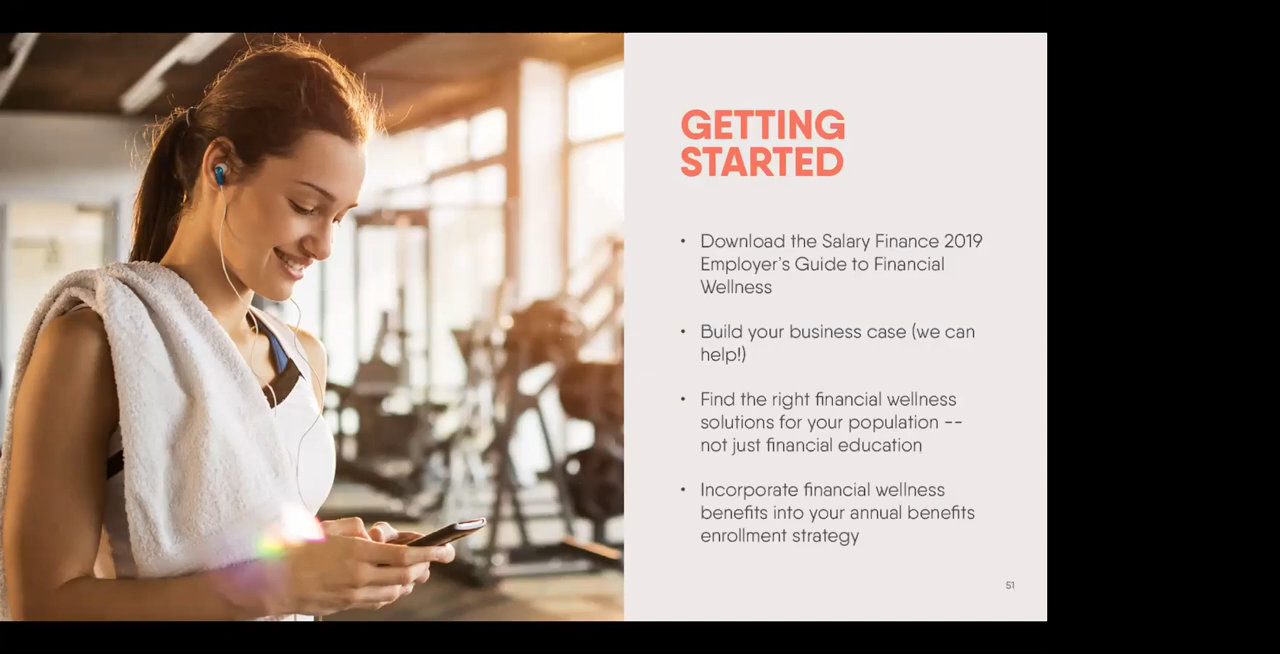 GETTING
STARTED
• Download the Salary Finance 2019
Employer's Guide to Financial
Wellness
• Build your business case (we can
help!)
• Find the right financial wellness
solutions for your population --
not just financial education
• Incorporate financial wellness
benefits into your annual benefits
enrollment strategy
51